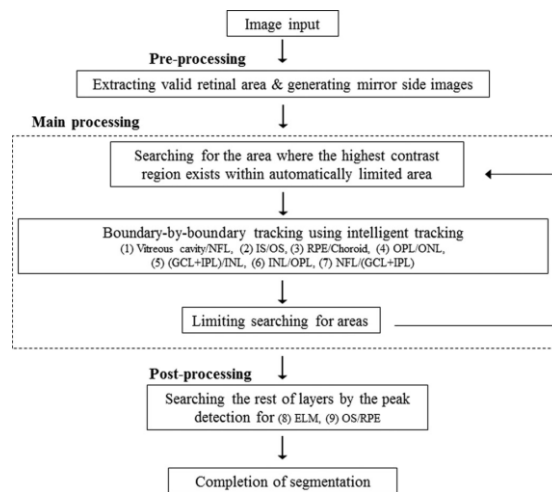 Image input
Pre-processing
Extracting valid retinal area & generating mirror side images
Main processing
Searching for the area where the highest contrast
region exists within automatically limited area
Boundary-by-boundary tracking using intelligent tracking
(1) Vitreous cavity/NFL, (2) IS/OS, (3) RPE/Choroid, (4) OPL/ONL,
(5) (GCL+IPL)/INL, (6) INL/OPL, (7) NFL/(GCL+IPL)
Limiting searching for areas
Post-processing
Searching the rest of layers by the peak
detection for (8) ELM, (9) OS/RPE
Completion of segmentation